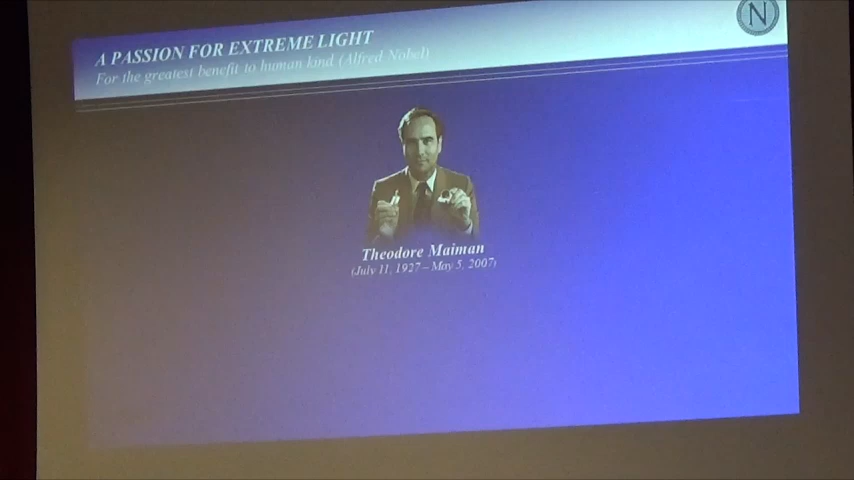 A PASSION FOR EXTREME LIGHT
For the greatest benefit to human kind (Alfred Nobel)
N
Theodore Maiman
(July 11, 1927 – May 5, 2007)